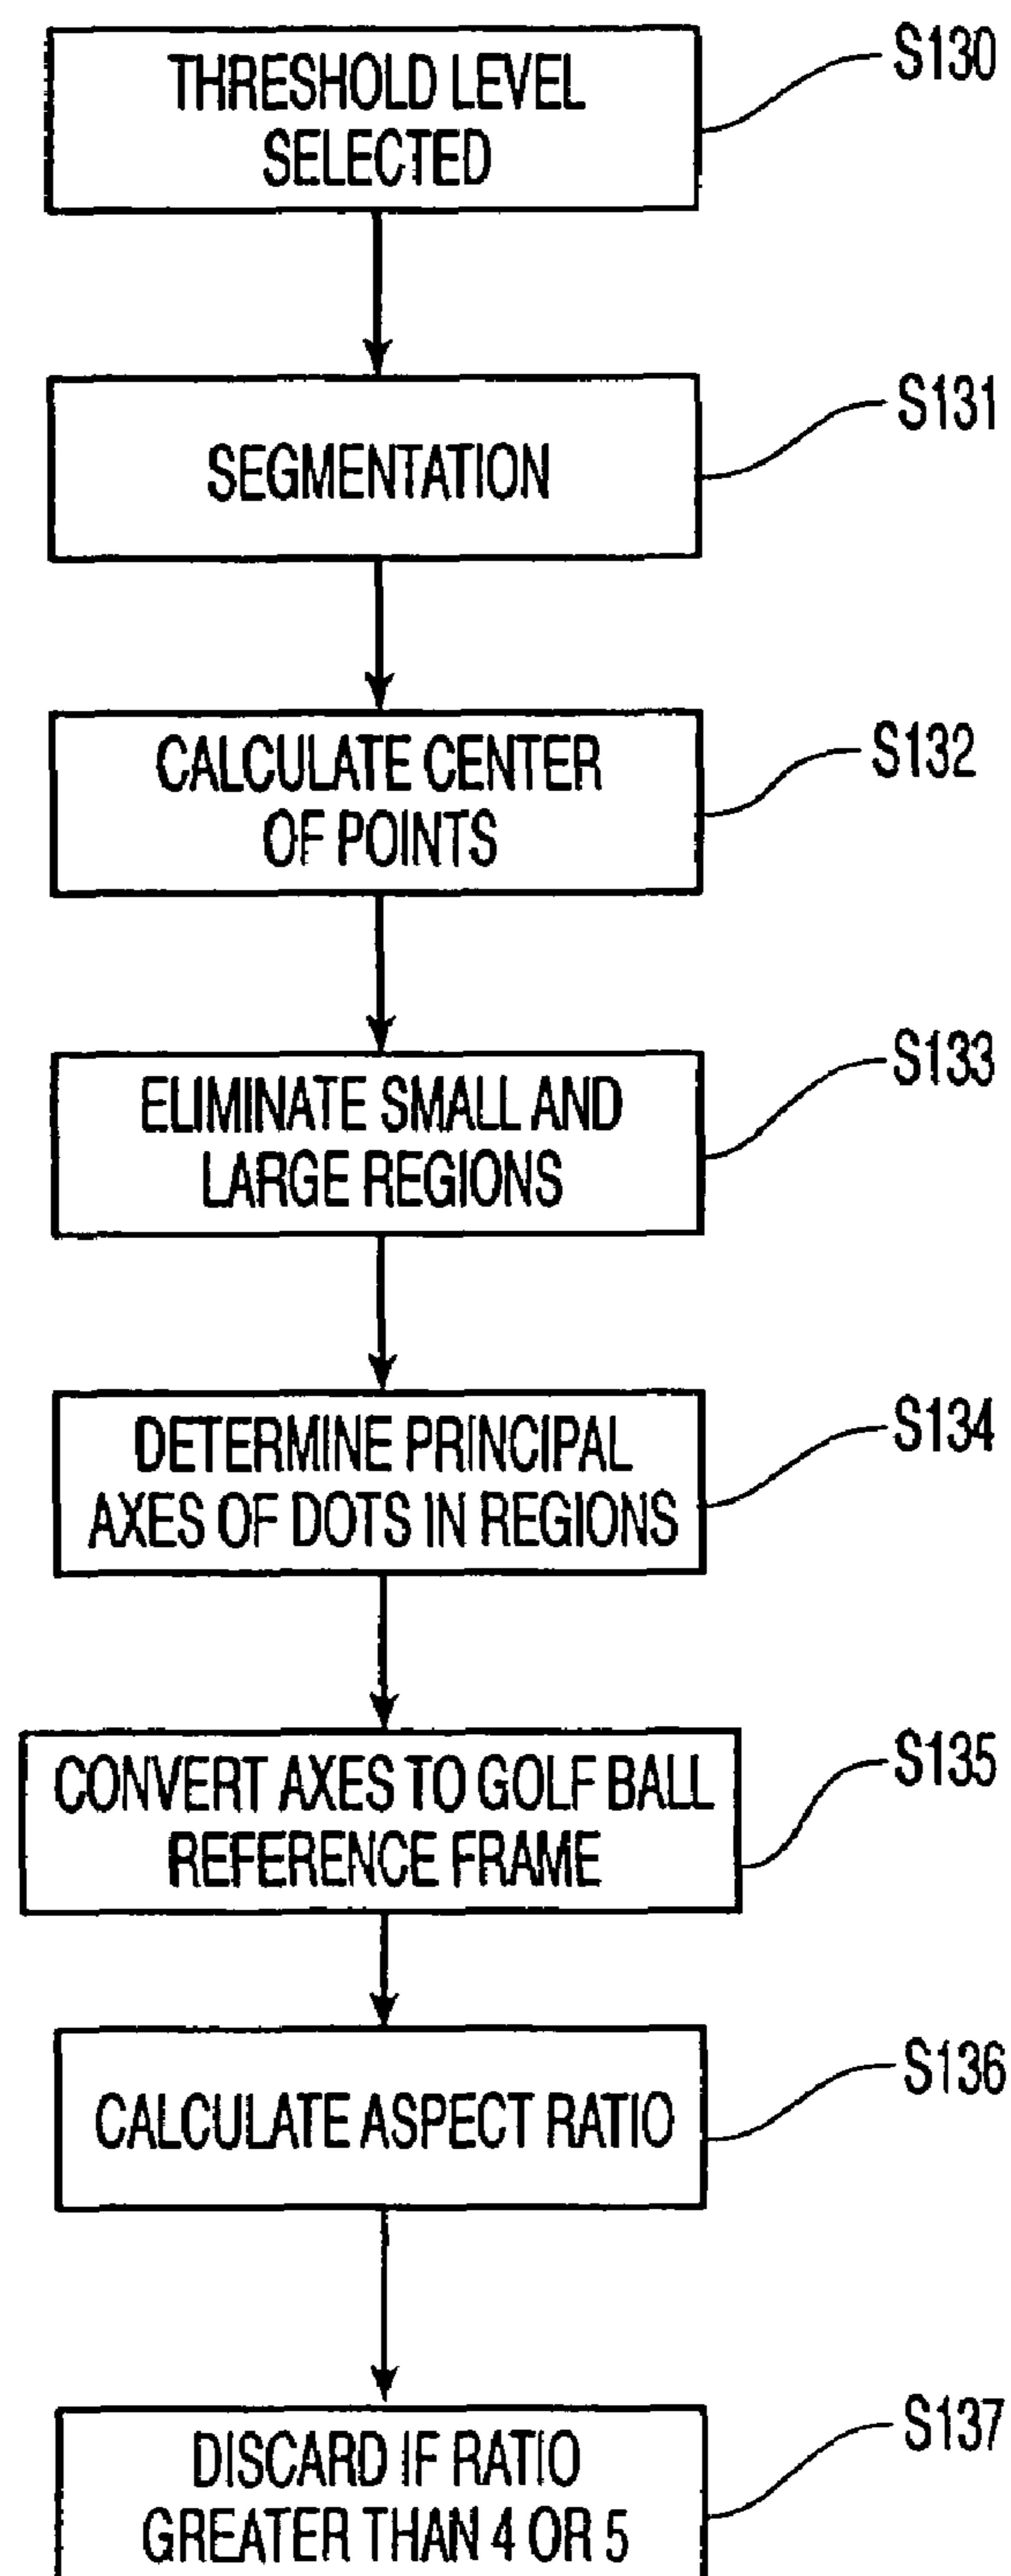 THRESHOLD LEVEL
SELECTED
S130
SEGMENTATION
S131
CALCULATE CENTER
OF POINTS
S132
ELIMINATE SMALL AND
LARGE REGIONS
S133
DETERMINE PRINCIPAL
AXES OF DOTS IN REGIONS
S134
CONVERT AXES TO GOLF BALL
REFERENCE FRAME
S135
CALCULATE ASPECT RATIO
S136
DISCARD IF RATIO
GREATER THAN 4 OR 5
S137